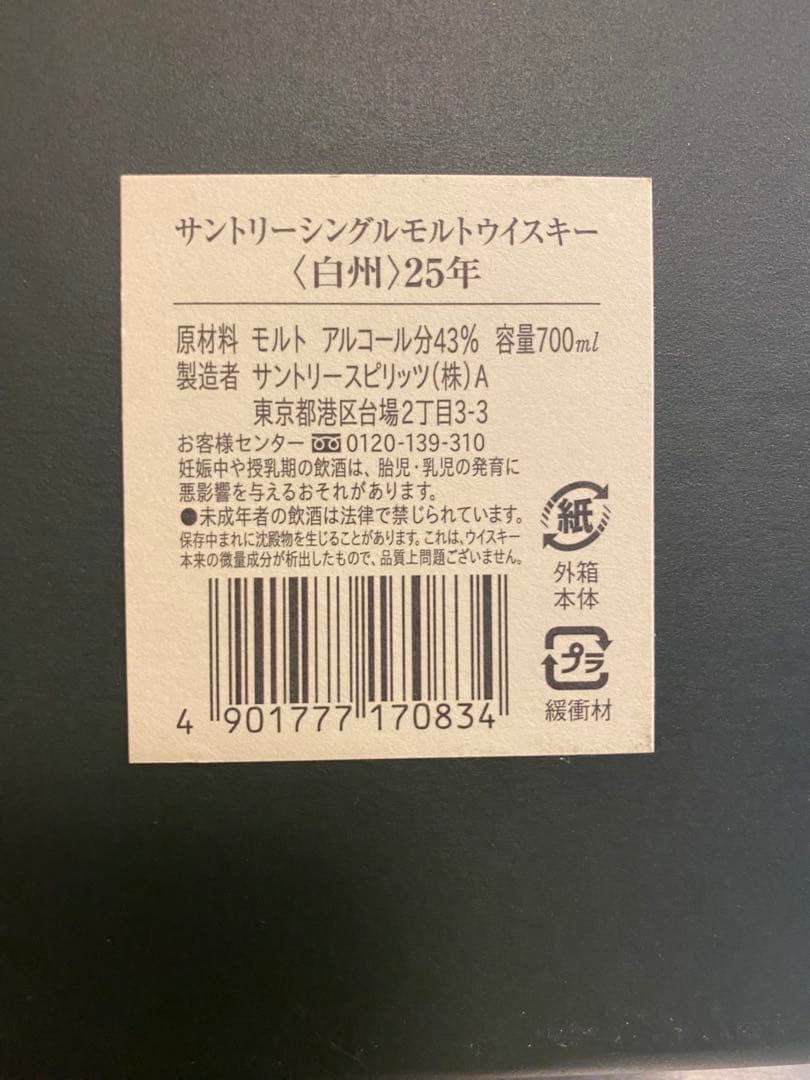 サントリーシングルモルトウイスキー
〈白州〉25年
原材料 モルト アルコール分43% 容量700ml
製造者 サントリースピリッツ(株)A
東京都港区台場2丁目3-3
お客様センター 0120-139-310
妊娠中や授乳期の飲酒は、胎児・乳児の発育に
悪影響を与えるおそれがあります。
●未成年者の飲酒は法律で禁じられています。
保存中まれに沈殿物を生じることがあります。これは、ウイスキー
本来の微量成分が析出したもので、品質上問題ございません。
紙
外箱
本体
プラ
緩衝材
4 901777 170834